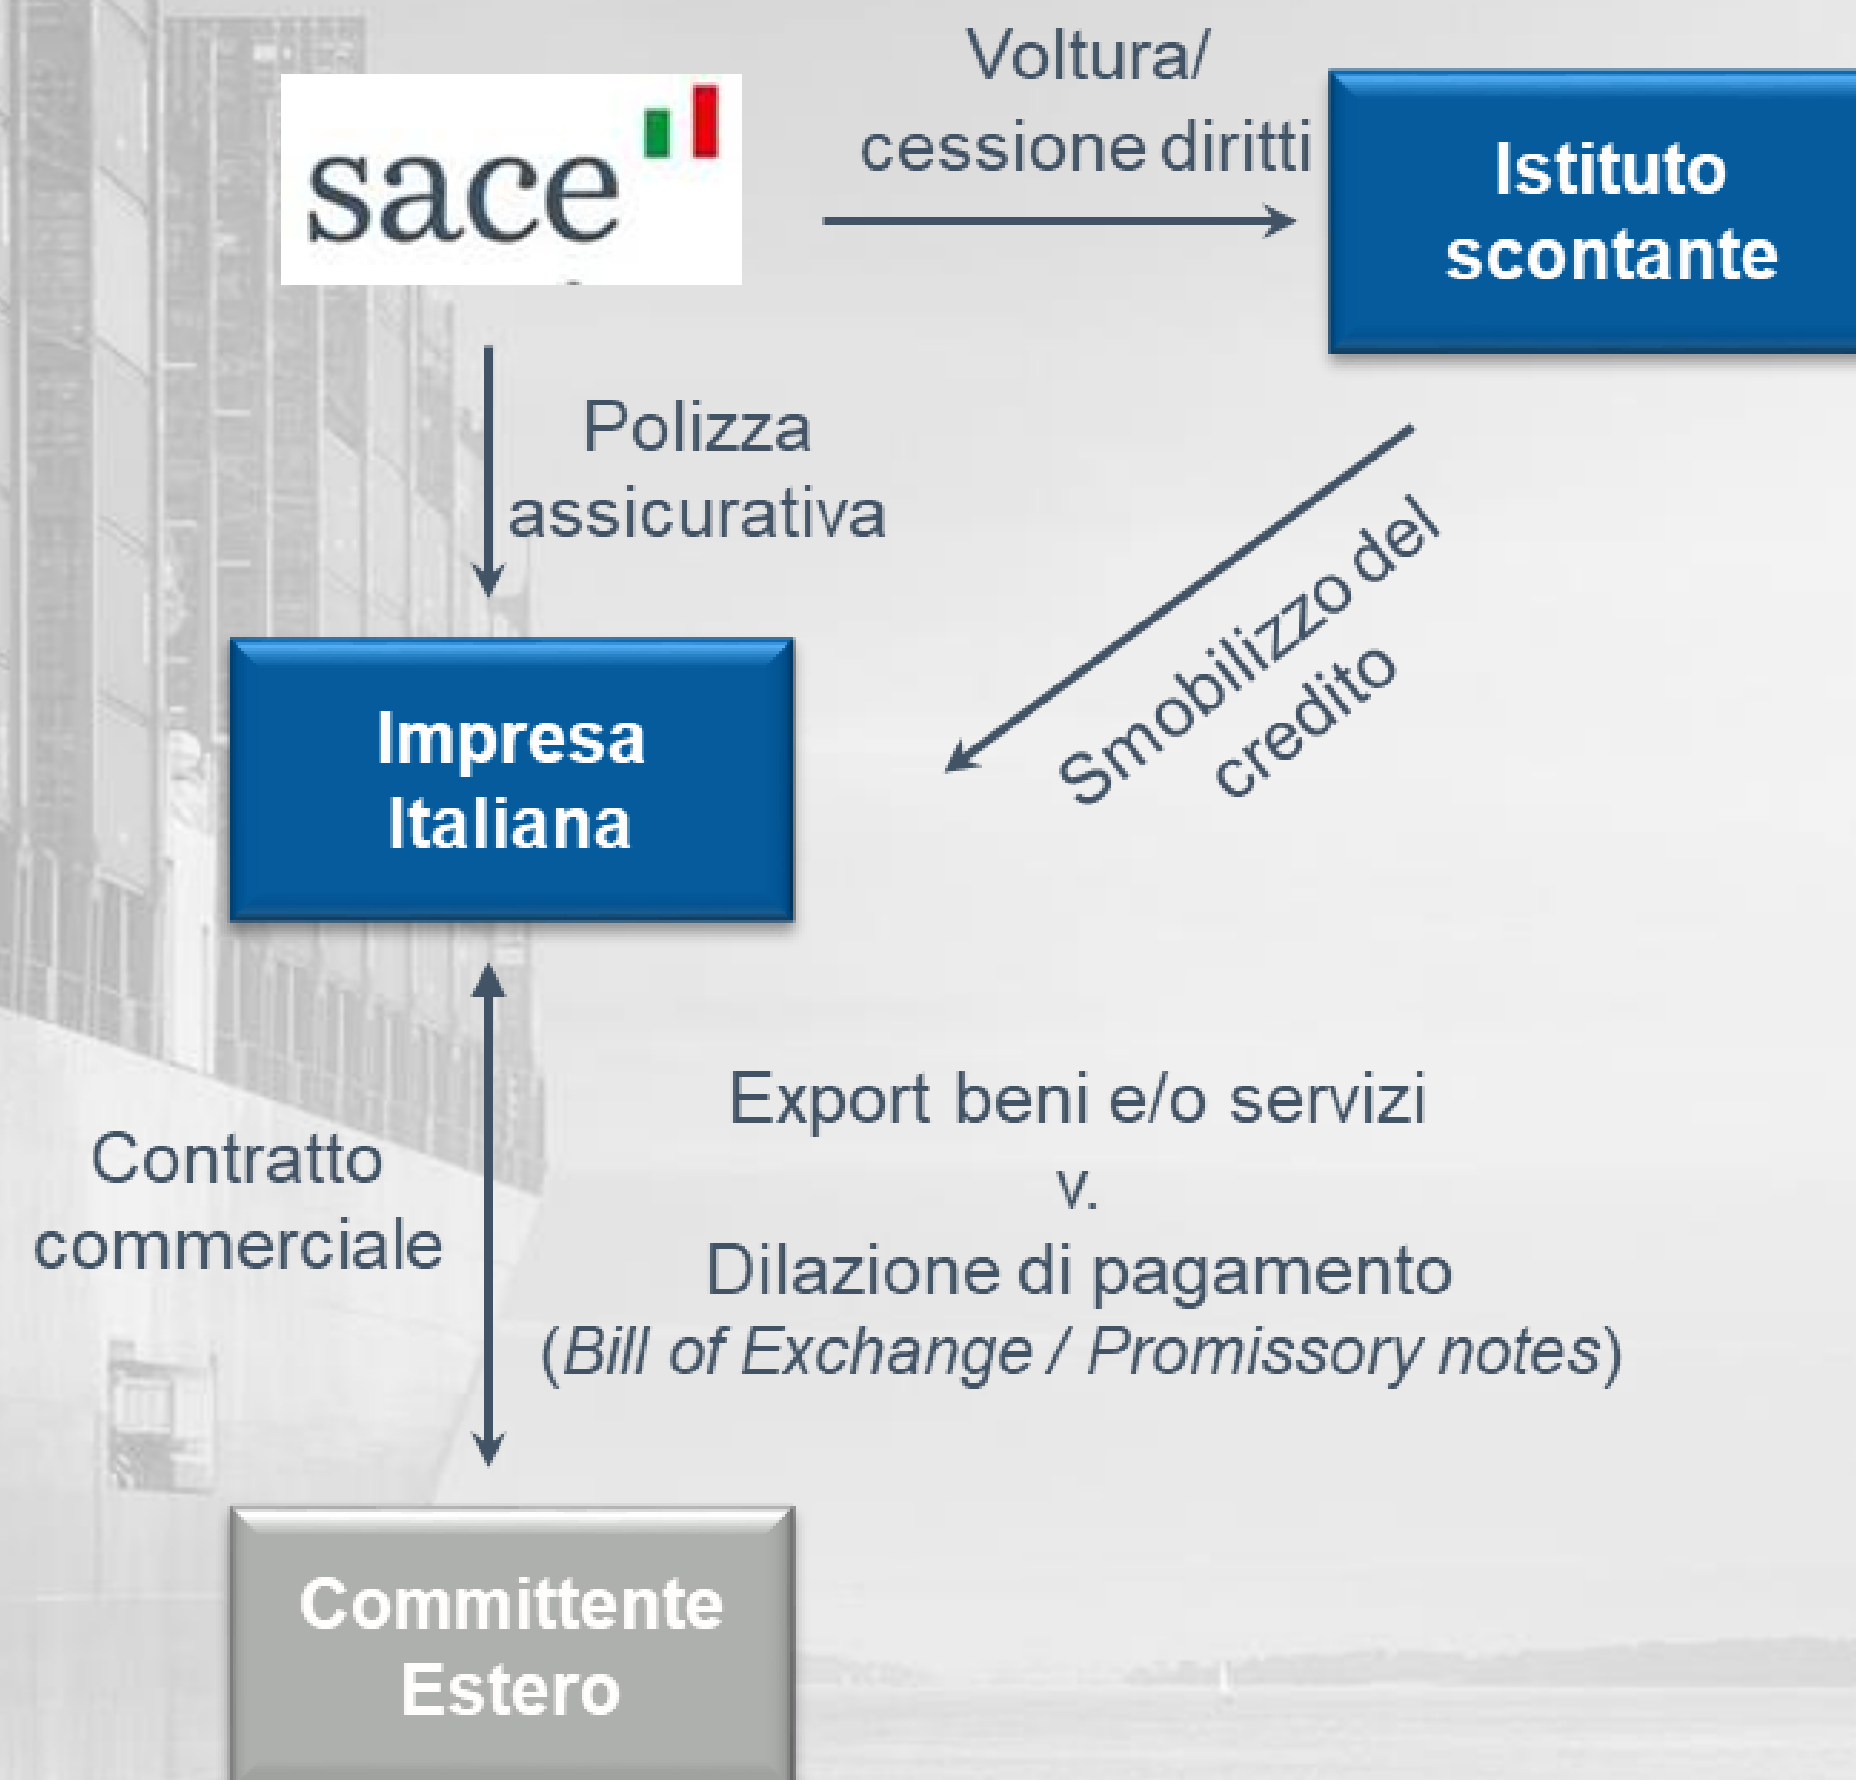 sace
Voltura/
cessione diritti
Istituto
scontante
Polizza
assicurativa
Smobilizzo del
credito
Impresa
Italiana
Contratto
commerciale
Export beni e/o servizi
v.
Dilazione di pagamento
(Bill of Exchange / Promissory notes)
Committente
Estero